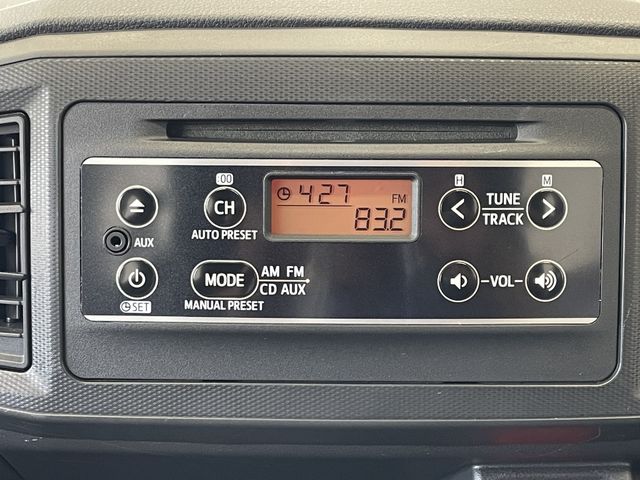 :00
CH
AUTO PRESET
4:27
FM
83.2
H
M
TUNE
TRACK
AUX
MODE
AM FM
CD AUX
MANUAL PRESET
SET
VOL